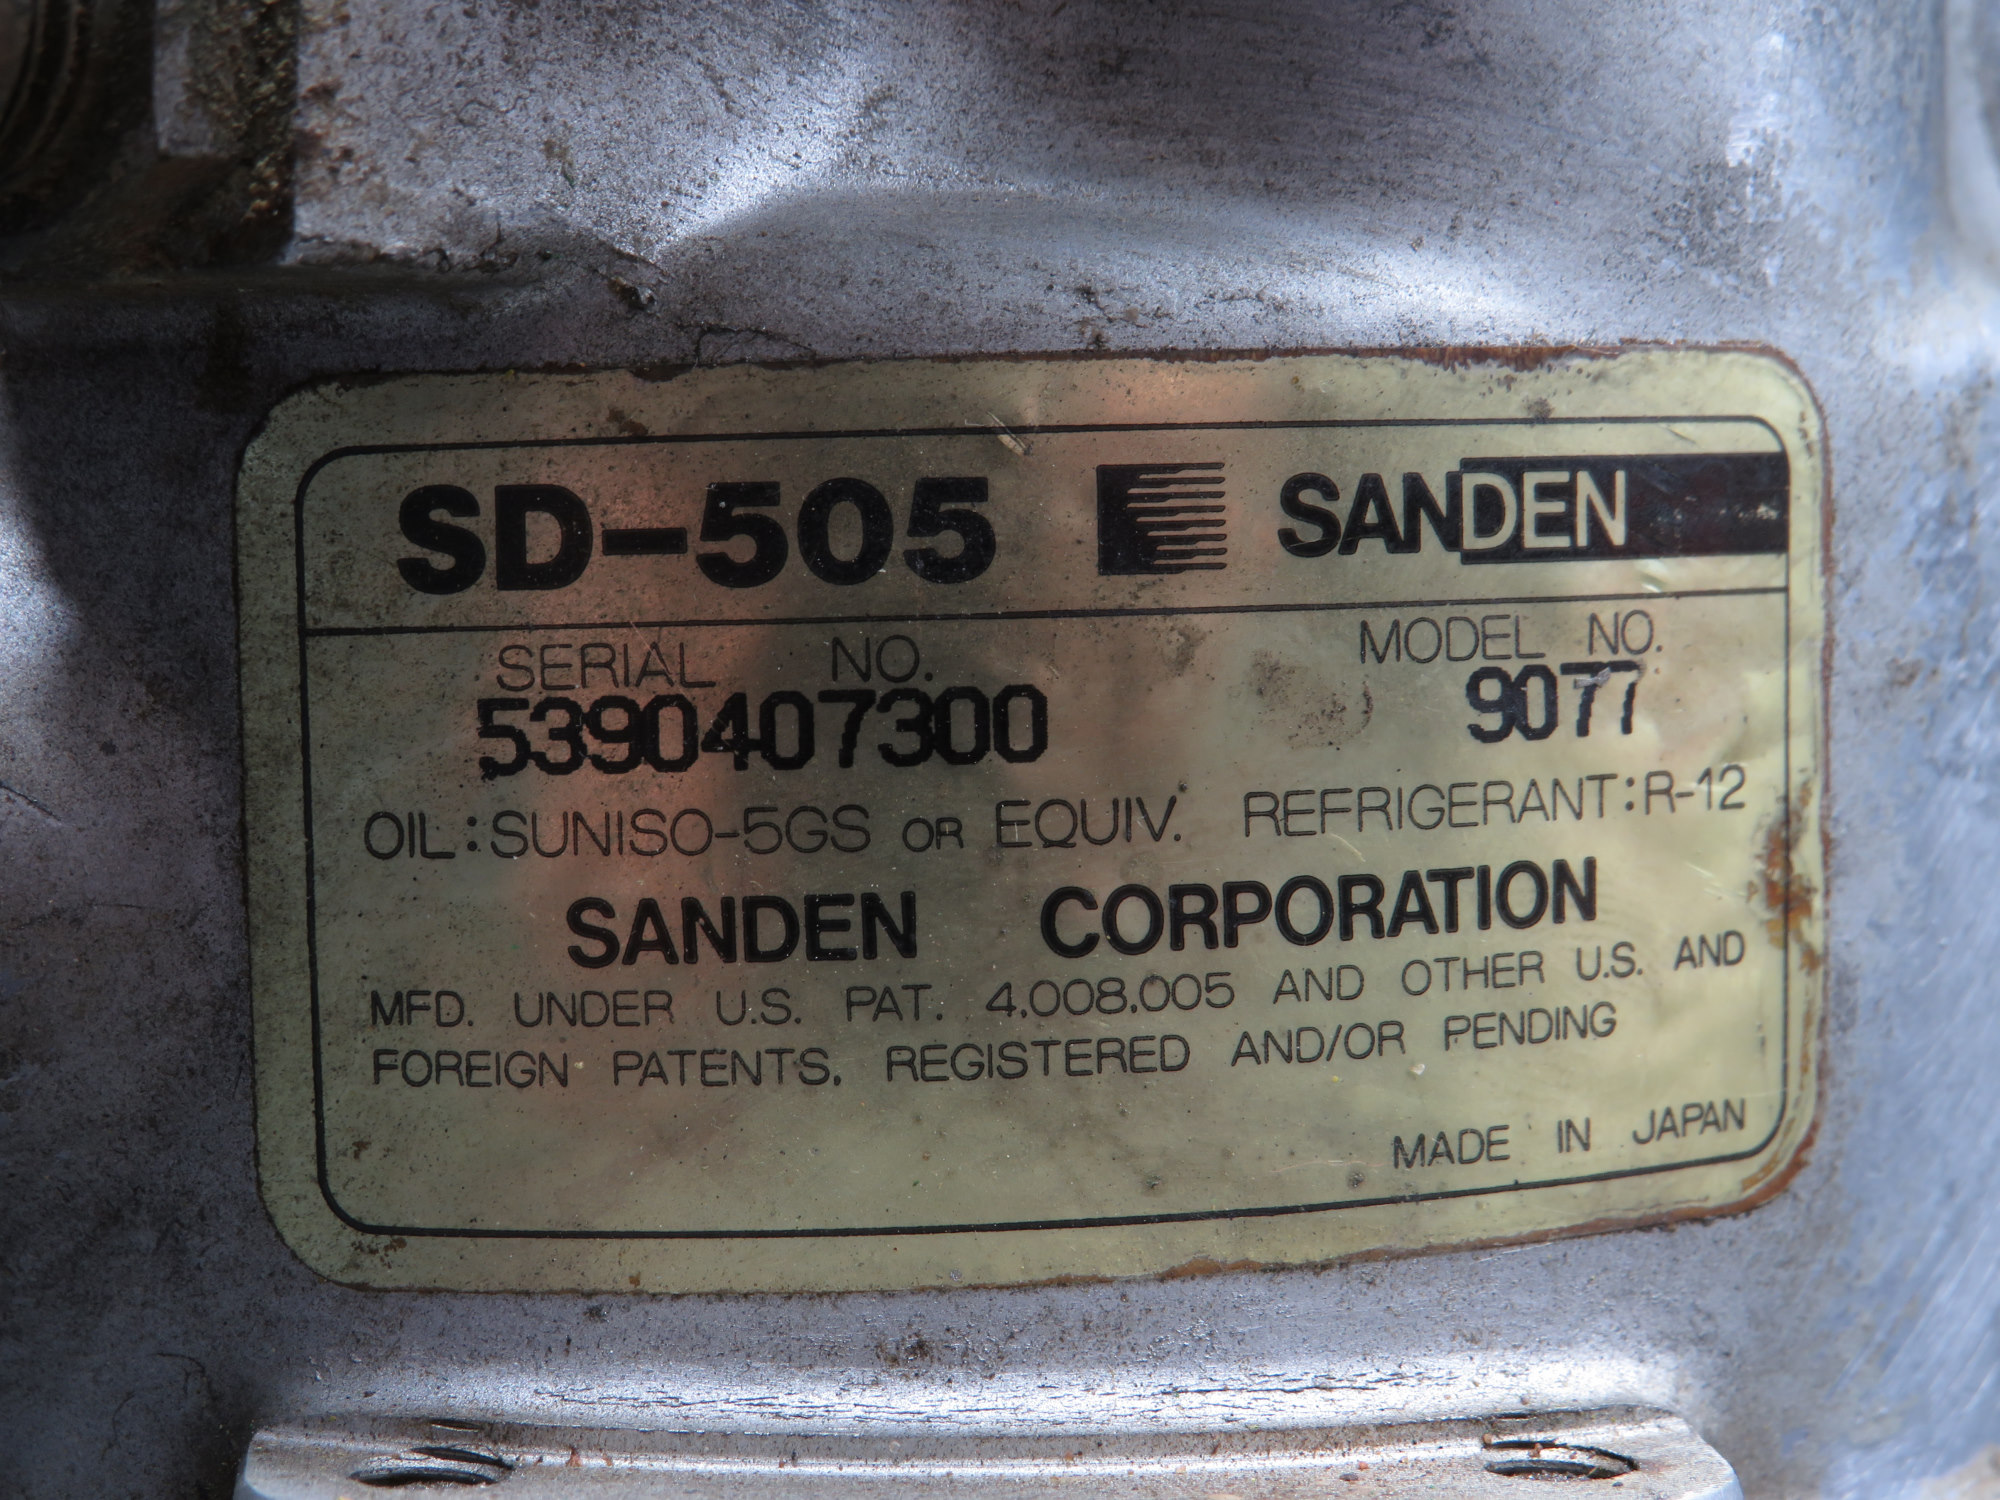 SD-505 SANDEN
SERIAL NO. MODEL NO.
5390407300 9077
OIL:SUNISO-5GS OR EQUIV. REFRIGERANT:R-12
SANDEN CORPORATION
MFD. UNDER U.S. PAT. 4,008,005 AND OTHER U.S. AND
FOREIGN PATENTS, REGISTERED AND/OR PENDING
MADE IN JAPAN